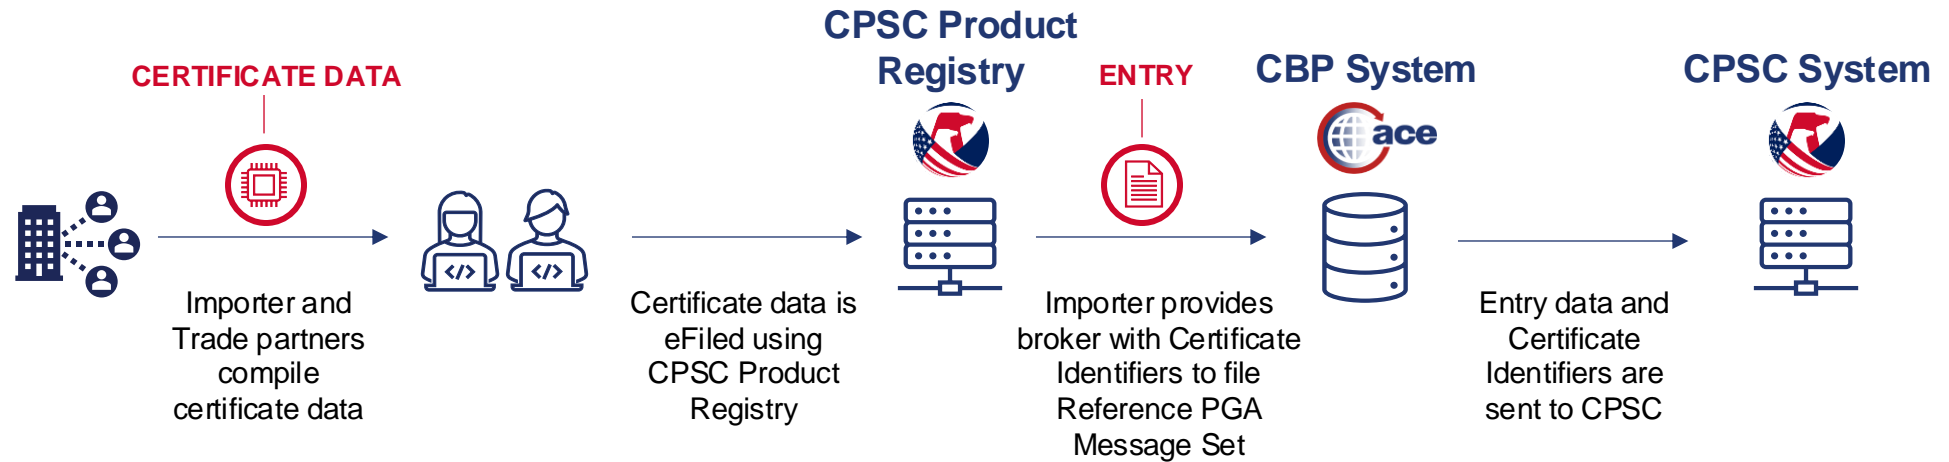 CERTIFICATE DATA
Importer and
Trade partners
compile
certificate data
</>
</>
Certificate data is
eFiled using
CPSC Product
Registry
CPSC Product
Registry
ENTRY
Importer provides
broker with Certificate
Identifiers to file
Reference PGA
Message Set
CBP System
ace
Entry data and
Certificate
Identifiers are
sent to CPSC
CPSC System